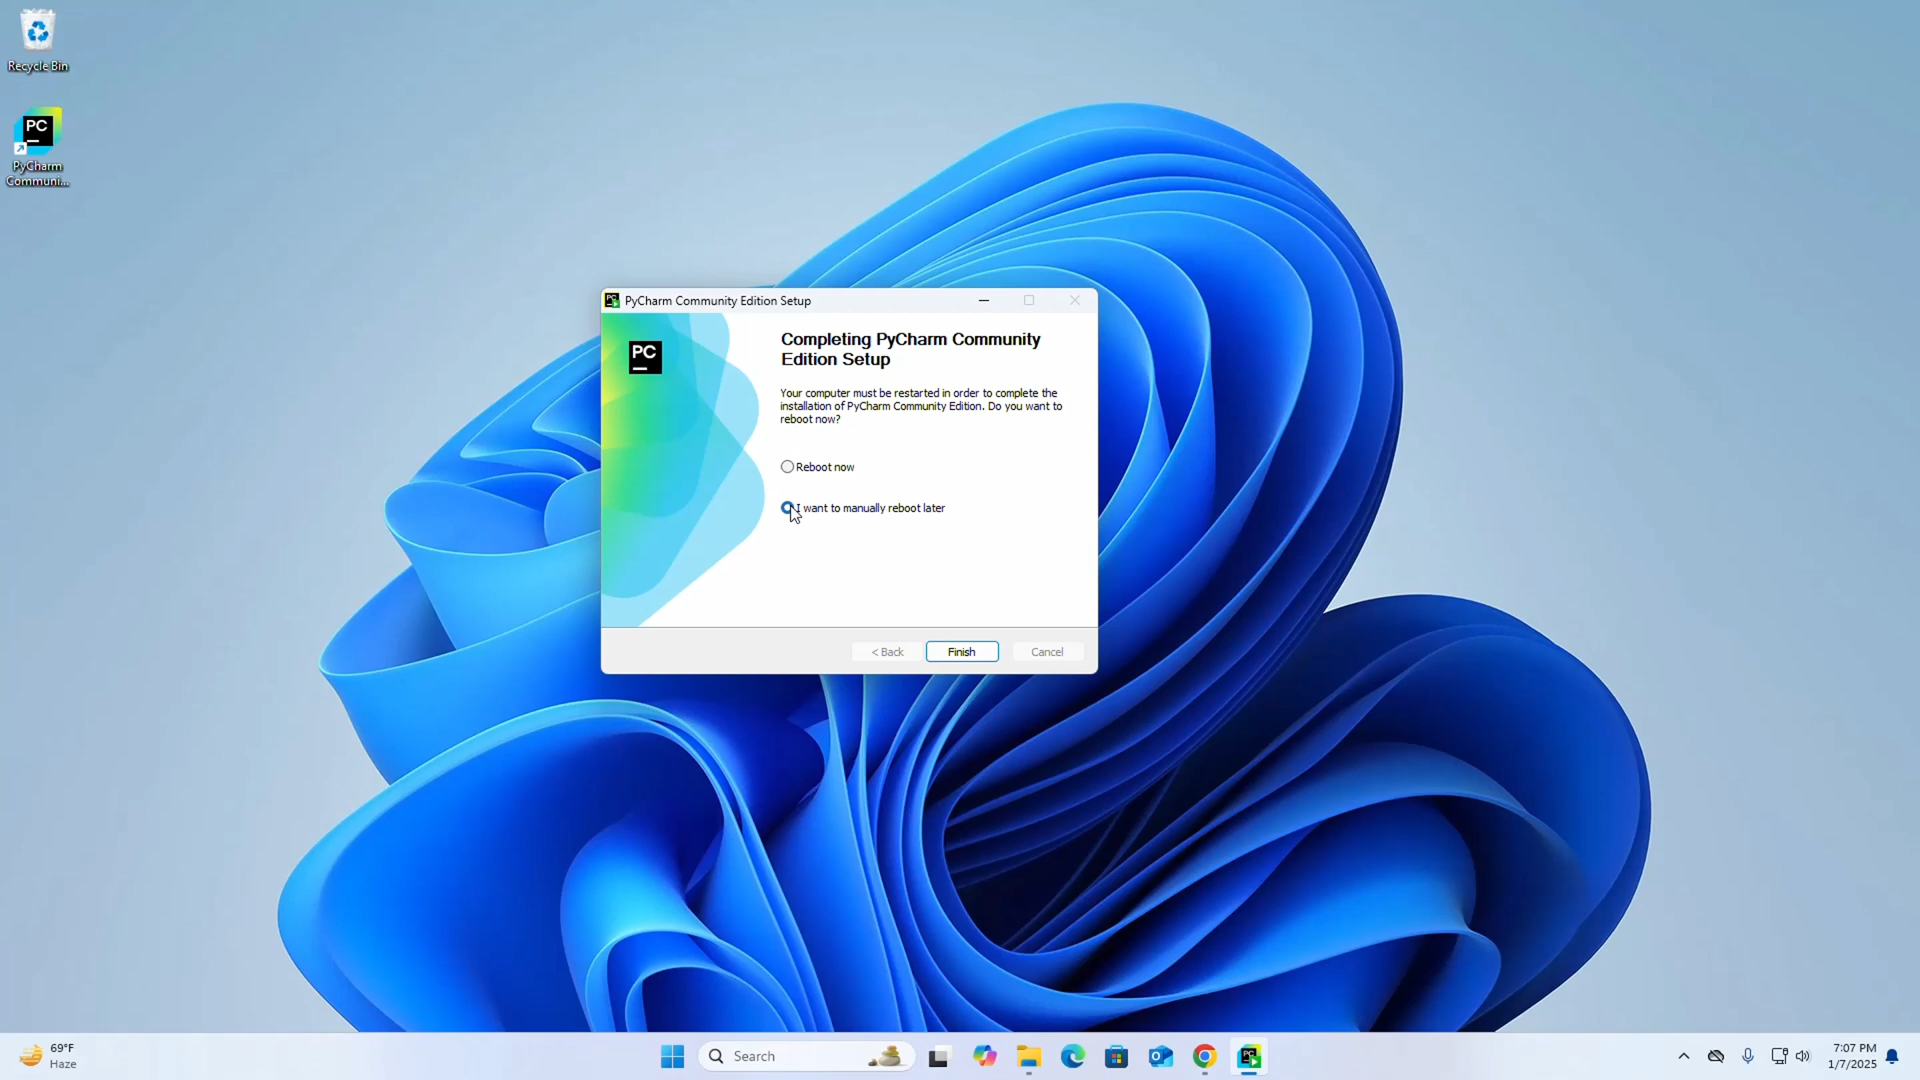 Recycle Bin
PC
PyCharm
Communi...
PyCharm Community Edition Setup
PC
Completing PyCharm Community
Edition Setup
Your computer must be restarted in order to complete the
installation of PyCharm Community Edition. Do you want to
reboot now?
Reboot now
I want to manually reboot later
< Back
Finish
Cancel
69°F
Haze
Search
7:07 PM
1/7/2025